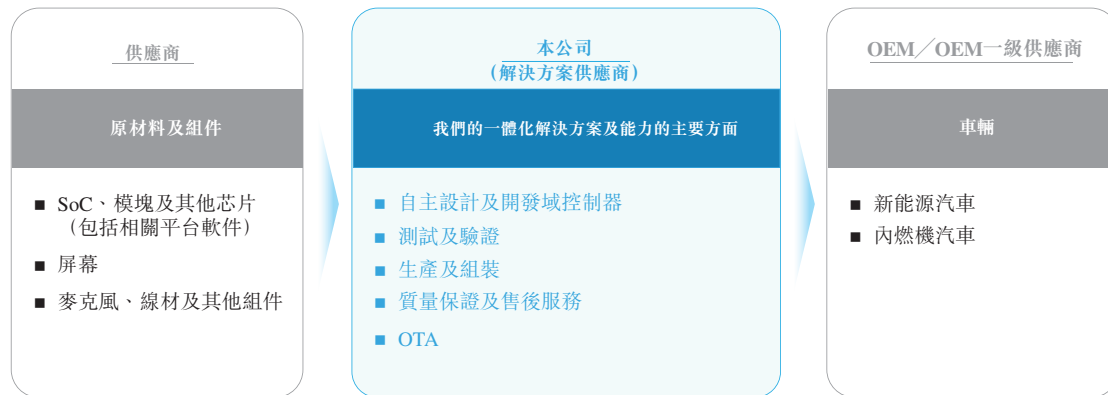 供應商
原材料及組件
■ SoC、模塊及其他芯片
（包括相關平台軟件）
■ 屏幕
■ 麥克風、線材及其他組件
本公司
（解決方案供應商）
我們的一體化解決方案及能力的主要方面
■ 自主設計及開發域控制器
■ 測試及驗證
■ 生產及組裝
■ 質量保證及售後服務
■ OTA
OEM／OEM一級供應商
車輛
■ 新能源汽車
■ 內燃機汽車